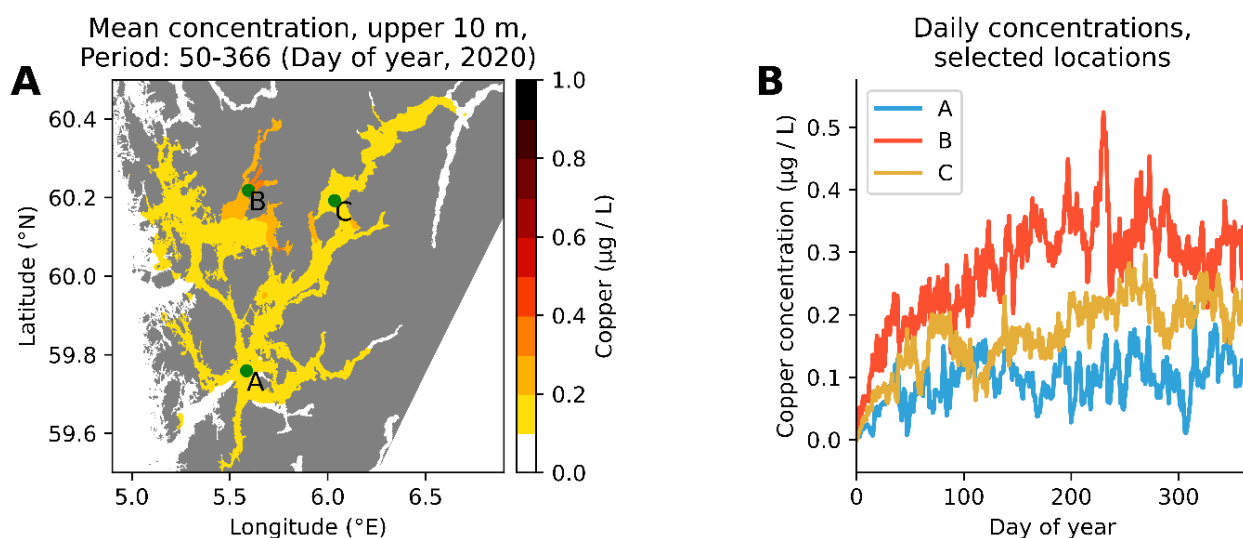 Mean concentration, upper 10 m,
Period: 50-366 (Day of year, 2020)
A
60.4
60.2
60.0
59.8
59.6
Latitude (°N)
5.0
5.5
6.0
6.5
Longitude (°E)
B
C
A
1.0
0.8
0.6
0.4
0.2
0.0
Copper (µg / L)
Daily concentrations,
selected locations
B
A
B
C
0.5
0.4
0.3
0.2
0.1
0.0
Copper concentration (µg / L)
0
100
200
300
Day of year